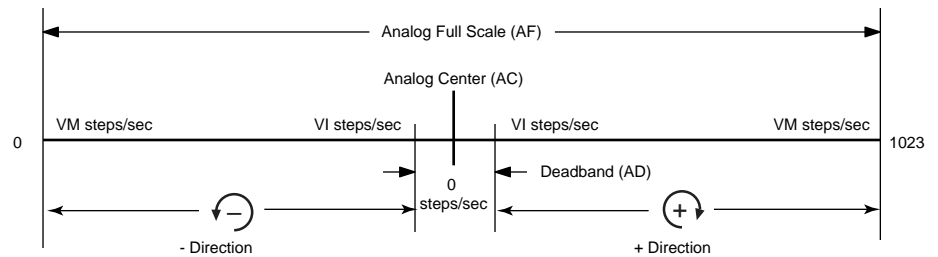 Analog Full Scale (AF)
Analog Center (AC)
VM steps/sec
VI steps/sec
VI steps/sec
VM steps/sec
0
1023
0
steps/sec
Deadband (AD)
–
+
- Direction
+ Direction